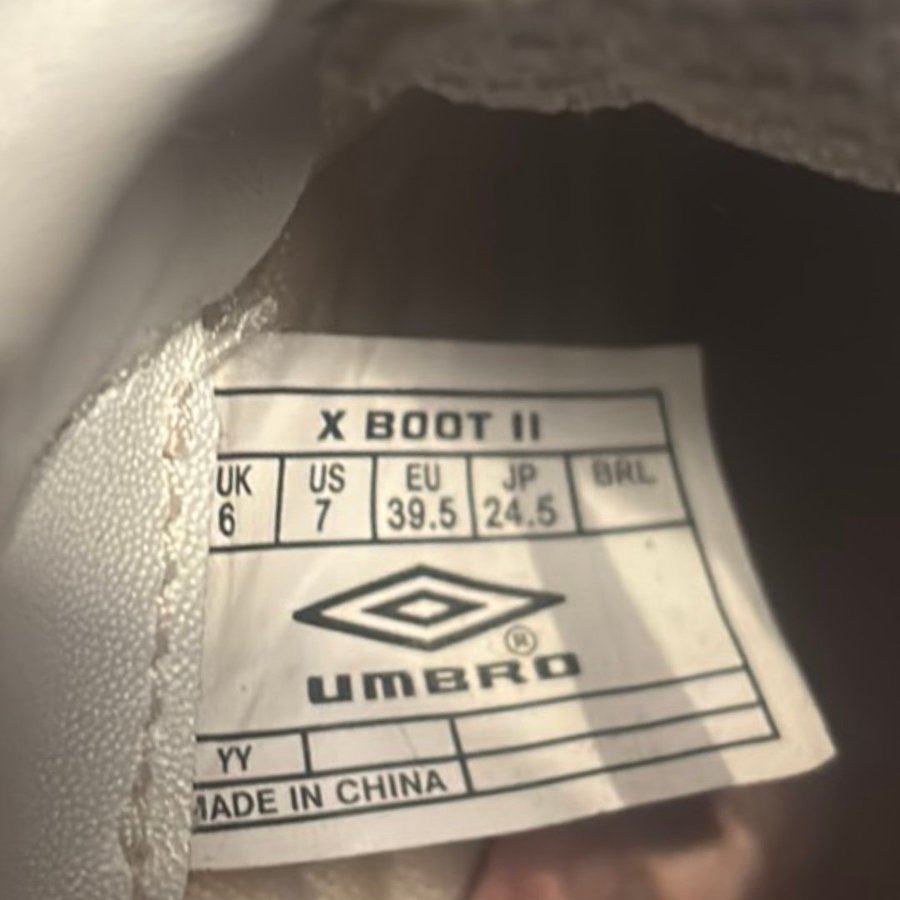 X BOOT II
UK US EU JP BRL
6 7 39.5 24.5
®
UMBRO
YY
MADE IN CHINA